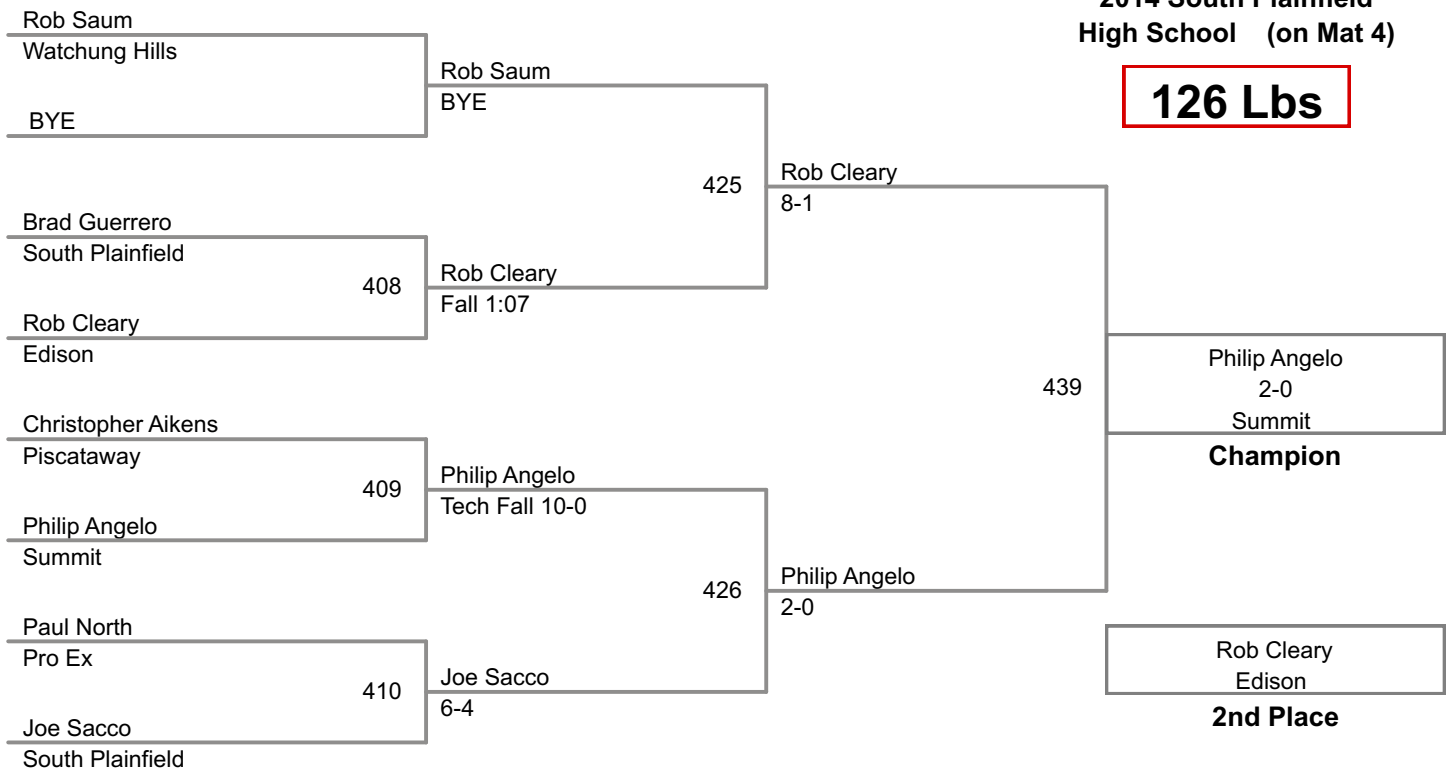 2014 South Plainfield
High School (on Mat 4)
126 Lbs
Rob Saum
Watchung Hills
BYE
Rob Saum
BYE
Brad Guerrero
South Plainfield
408
Rob Cleary
Edison
Rob Cleary
Fall 1:07
425
Rob Cleary
8-1
Christopher Aikens
Piscataway
409
Philip Angelo
Summit
Philip Angelo
Tech Fall 10-0
Paul North
Pro Ex
410
Joe Sacco
South Plainfield
Joe Sacco
6-4
426
Philip Angelo
2-0
439
Philip Angelo
2-0
Summit
Champion
Rob Cleary
Edison
2nd Place